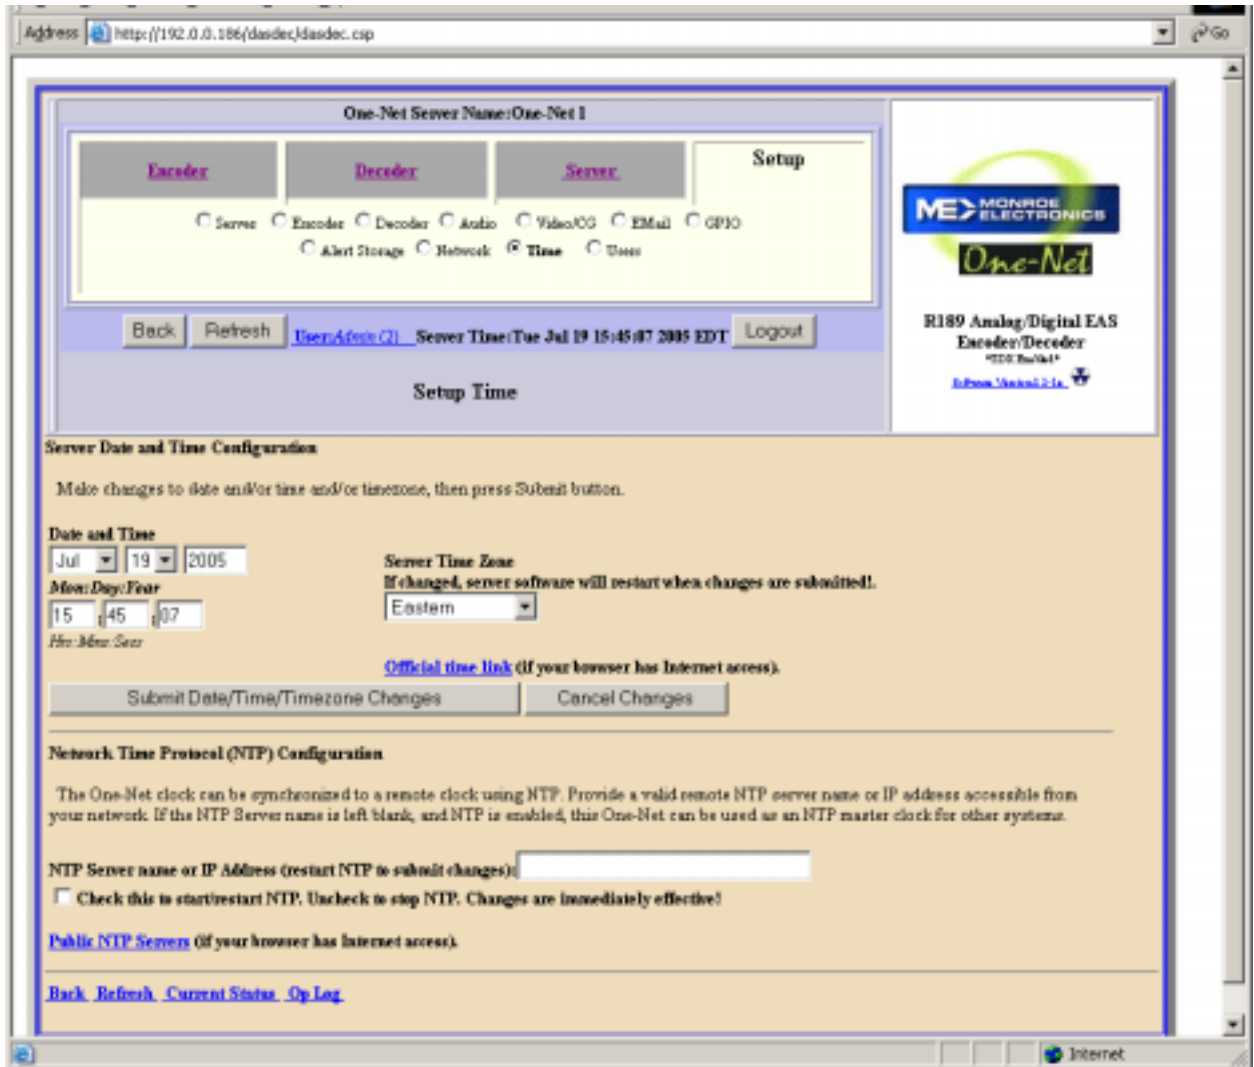 Address http://192.0.0.186/dasdec/dasdec.csp Go
One-Net Server Name:One-Net 1
Encoder Decoder Server Setup
Server Encoder Decoder Audio Video/CG EMail GPIO
Alert Storage Network Time Users
Back Refresh User:Admin (2) Server Time:Tue Jul 19 15:45:07 2005 EDT Logout
Setup Time
MONROE
ELECTRONICS
One-Net
R189 Analog/Digital EAS
Encoder/Decoder
Software Version
Server Date and Time Configuration
Make changes to date and/or time and/or timezone, then press Submit button.
Date and Time
Jul 19 2005
Mon:Day:Year
15 : 45 : 07
Hrs:Mins:Secs
Server Time Zone
If changed, server software will restart when changes are submitted!.
Eastern
Official time link (if your browser has Internet access).
Submit Date/Time/Timezone Changes Cancel Changes
Network Time Protocol (NTP) Configuration
The One-Net clock can be synchronized to a remote clock using NTP. Provide a valid remote NTP server name or IP address accessible from
your network. If the NTP Server name is left blank, and NTP is enabled, this One-Net can be used as an NTP master clock for other systems.
NTP Server name or IP Address (restart NTP to submit changes):
Check this to start/restart NTP. Uncheck to stop NTP. Changes are immediately effective!
Public NTP Servers (if your browser has Internet access).
Back Refresh Current Status Op Log
Internet